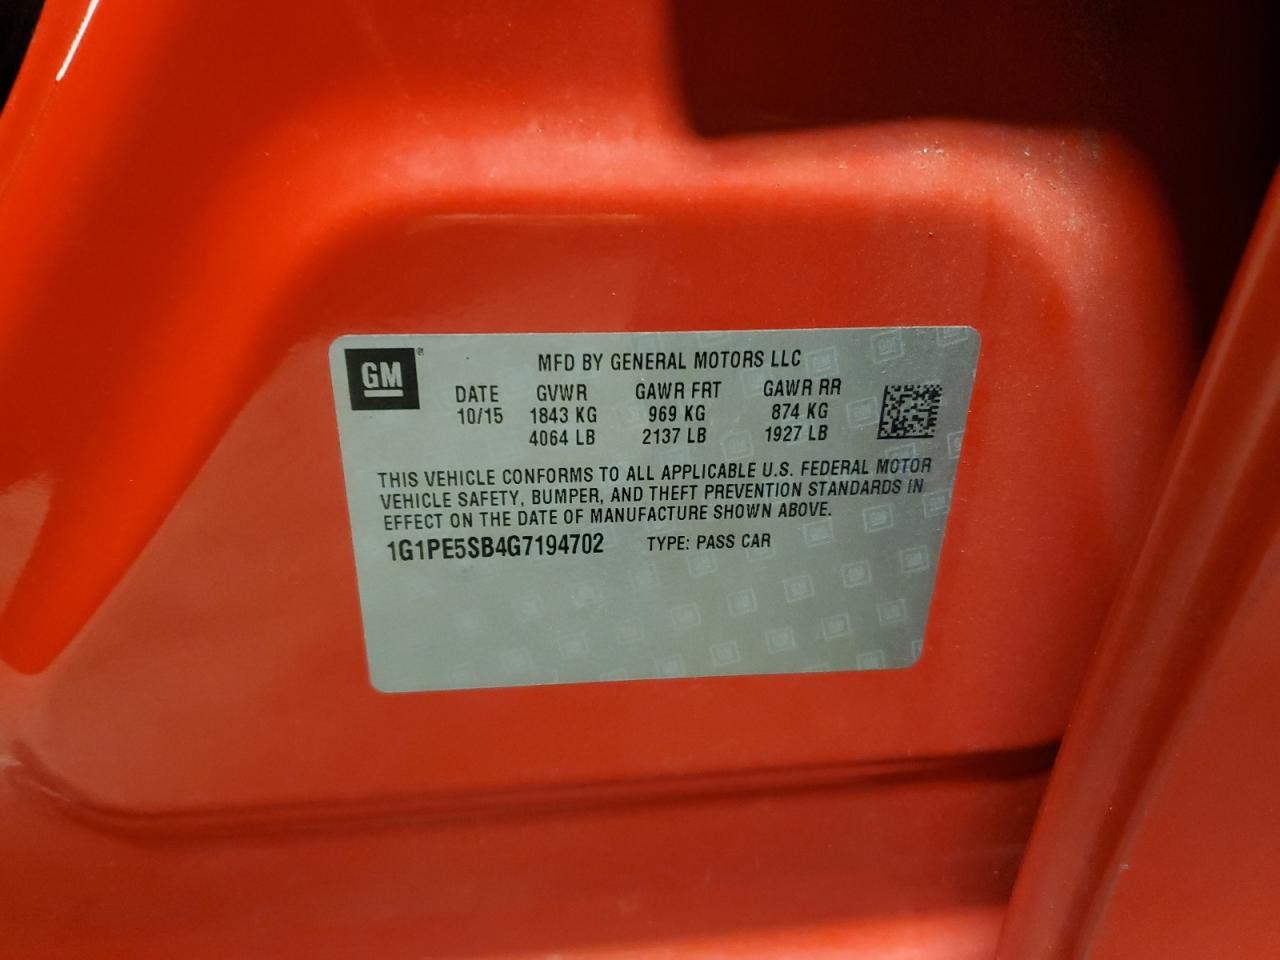 GM®
MFD BY GENERAL MOTORS LLC
DATE GVWR GAWR FRT GAWR RR
10/15 1843 KG 969 KG 874 KG
4064 LB 2137 LB 1927 LB
THIS VEHICLE CONFORMS TO ALL APPLICABLE U.S. FEDERAL MOTOR
VEHICLE SAFETY, BUMPER, AND THEFT PREVENTION STANDARDS IN
EFFECT ON THE DATE OF MANUFACTURE SHOWN ABOVE.
1G1PE5SB4G7194702 TYPE: PASS CAR